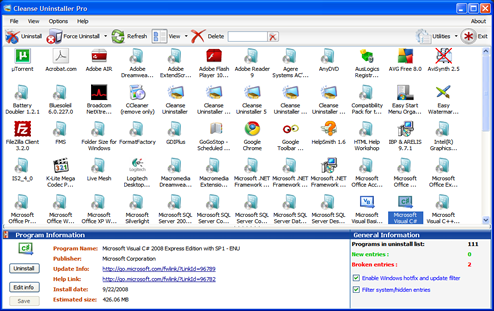 Cleanse Uninstaller Pro
File View Options Help About
Uninstall Force Uninstall Refresh View Delete Utilities Exit
µTorrent Acrobat.com Adobe AIR Adobe Dreamwea... Adobe ExtendScr... Adobe Flash Player 10... Adobe Reader 9 Agere Systems AC'... AnyDVD AusLogics Registr... AVG Free 8.0 AviSynth 2.5
Battery Doubler 1.2.1 Bluesoleil 6.0.227.0 Broadcom NetXtre... CCleaner (remove only) Cleanse Uninstaller ... Cleanse Uninstaller ... Cleanse Uninstaller 5 Cleanse Uninstaller ... Cleanse Uninstaller ... Compatibility Pack for t... Easy Start Menu Orga... Easy Watermar...
FileZilla Client 3.2.0 FMS Folder Size for Windows FormatFactory GDIPlus GoGoStop - Scheduled ... Google Chrome Google Toolbar ... HelpSmith 1.6 HTML Help Workshop IBP & ARELIS 9.7.1 Intel(R) Graphics...
IS2_4_0 K-Lite Mega Codec P... Live Mesh Logitech Desktop... Macromedia Dreamwea... Macromedia Extensio... Microsoft .NET Framework ... Microsoft .NET Framework ... Microsoft .NET Framework ... Microsoft Office Acc... Microsoft Office E... Microsoft Office Ex...
Microsoft Office Pr... Microsoft Office W... Microsoft Office XP W... Microsoft Silverlight Microsoft SQL Server 200... Microsoft SQL Server 200... Microsoft SQL Server Com... Microsoft SQL Server Data... Microsoft SQL Server Des... Microsoft Visual Basi... Microsoft Visual C# Microsoft Visual C++...
Program Information
Uninstall
Edit info
Save
Program Name: Microsoft Visual C# 2008 Express Edition with SP1 - ENU
Publisher: Microsoft Corporation
Update Info: http://go.microsoft.com/fwlink/?LinkId=96789
Help Link: http://go.microsoft.com/fwlink/?LinkId=96782
Install date: 9/22/2008
Estimated size: 426.06 MB
General Information
Programs in uninstall list: 111
New entries : 0
Broken entries : 2
Enable Windows hotfix and update filter
Filter system/hidden entries